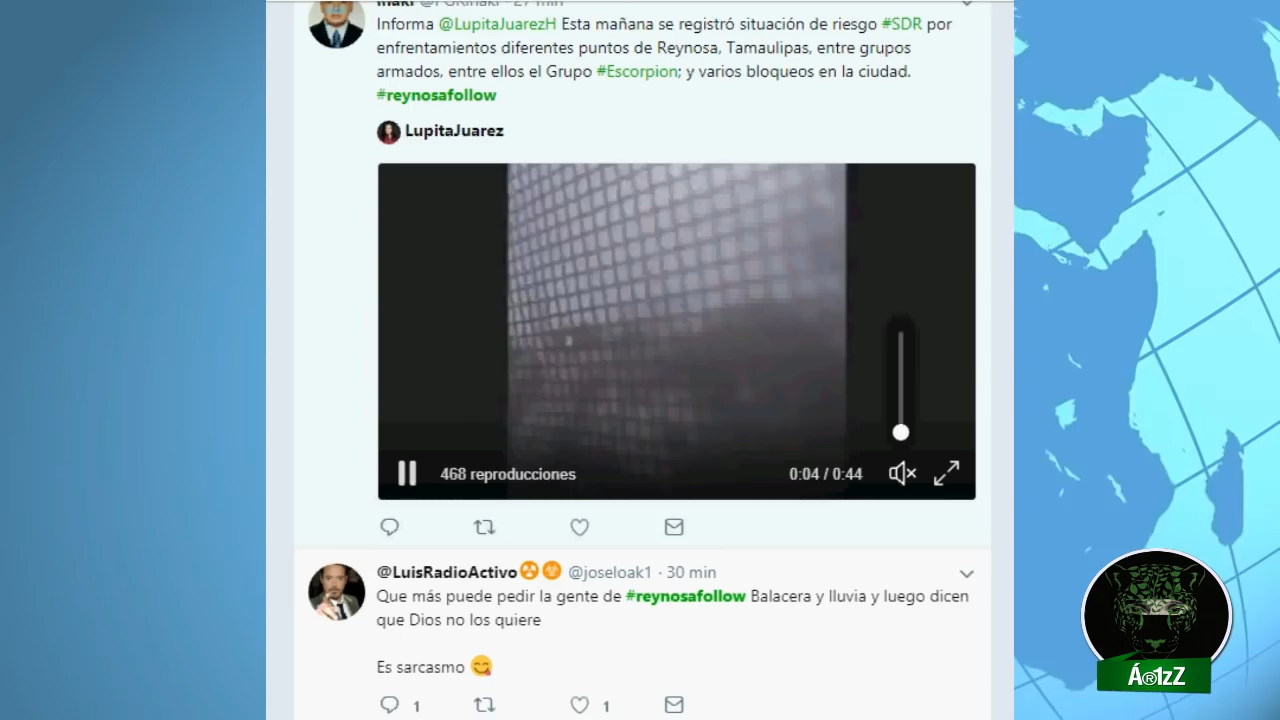 Informa @LupitaJuarezH Esta mañana se registró situación de riesgo #SDR por
enfrentamientos diferentes puntos de Reynosa, Tamaulipas, entre grupos
armados, entre ellos el Grupo #Escorpion; y varios bloqueos en la ciudad.
#reynosafollow
LupitaJuarez
468 reproducciones
0:04 / 0:44
@LuisRadioActivo @joseloak1 · 30 min
Que más puede pedir la gente de #reynosafollow Balacera y lluvia y luego dicen
que Dios no los quiere
Es sarcasmo
1
1
Á®1zZ